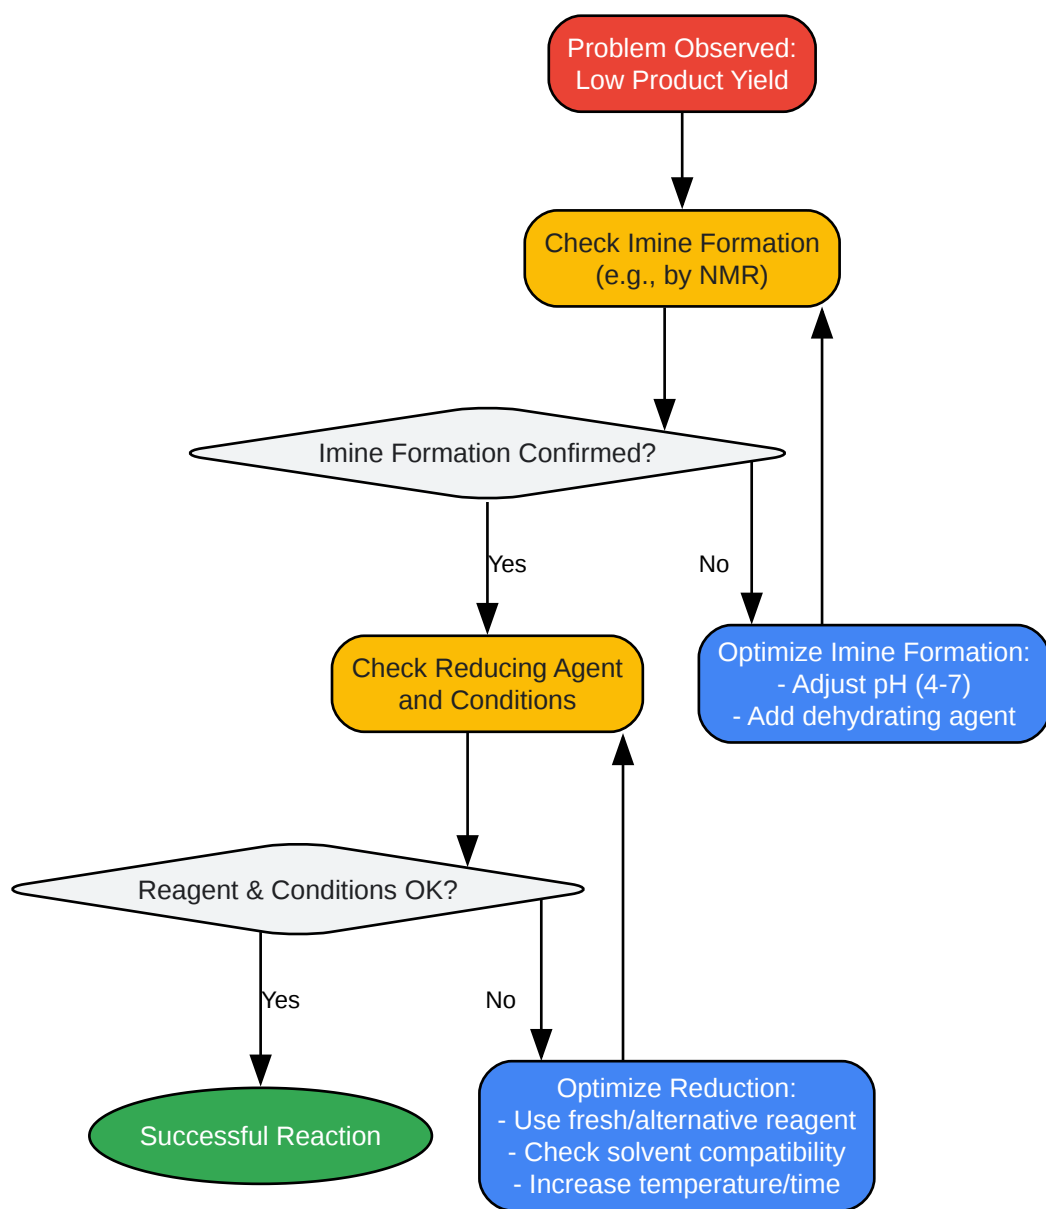 Problem Observed:
Low Product Yield
Check Imine Formation
(e.g., by NMR)
Imine Formation Confirmed?
Yes
No
Check Reducing Agent
and Conditions
Optimize Imine Formation:
- Adjust pH (4-7)
- Add dehydrating agent
Reagent & Conditions OK?
Yes
No
Successful Reaction
Optimize Reduction:
- Use fresh/alternative reagent
- Check solvent compatibility
- Increase temperature/time